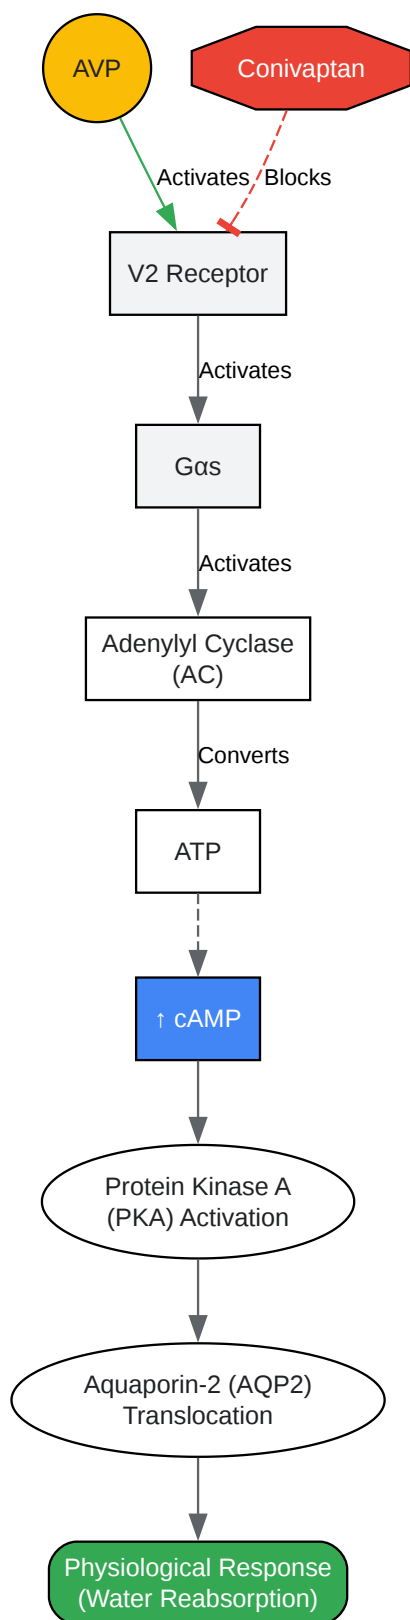 AVP
Conivaptan
Activates
Blocks
V2 Receptor
Activates
Gαs
Activates
Adenylyl Cyclase
(AC)
Converts
ATP
↑ cAMP
Protein Kinase A
(PKA) Activation
Aquaporin-2 (AQP2)
Translocation
Physiological Response
(Water Reabsorption)